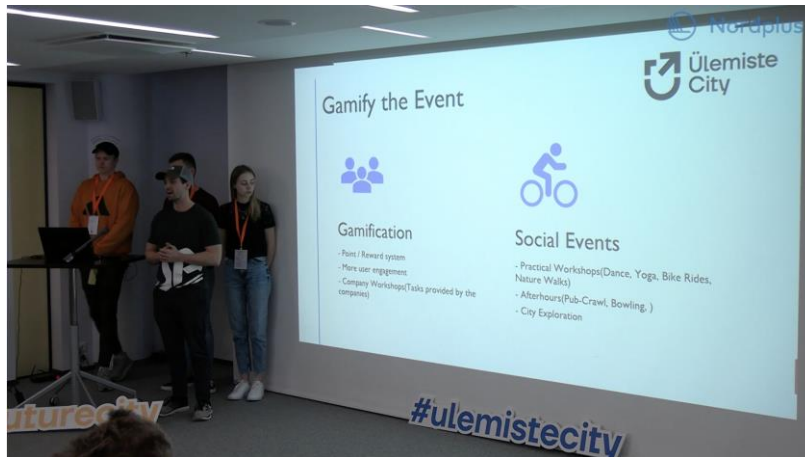 Nordplus
Ülemiste
City
Gamify the Event
Gamification
- Point / Reward system
- More user engagement
- Company Workshops(Tasks provided by the
companies)
Social Events
- Practical Workshops(Dance, Yoga, Bike Rides,
Nature Walks)
- Afterhours(Pub-Crawl, Bowling, )
- City Exploration
uturecity
#ulemistecity